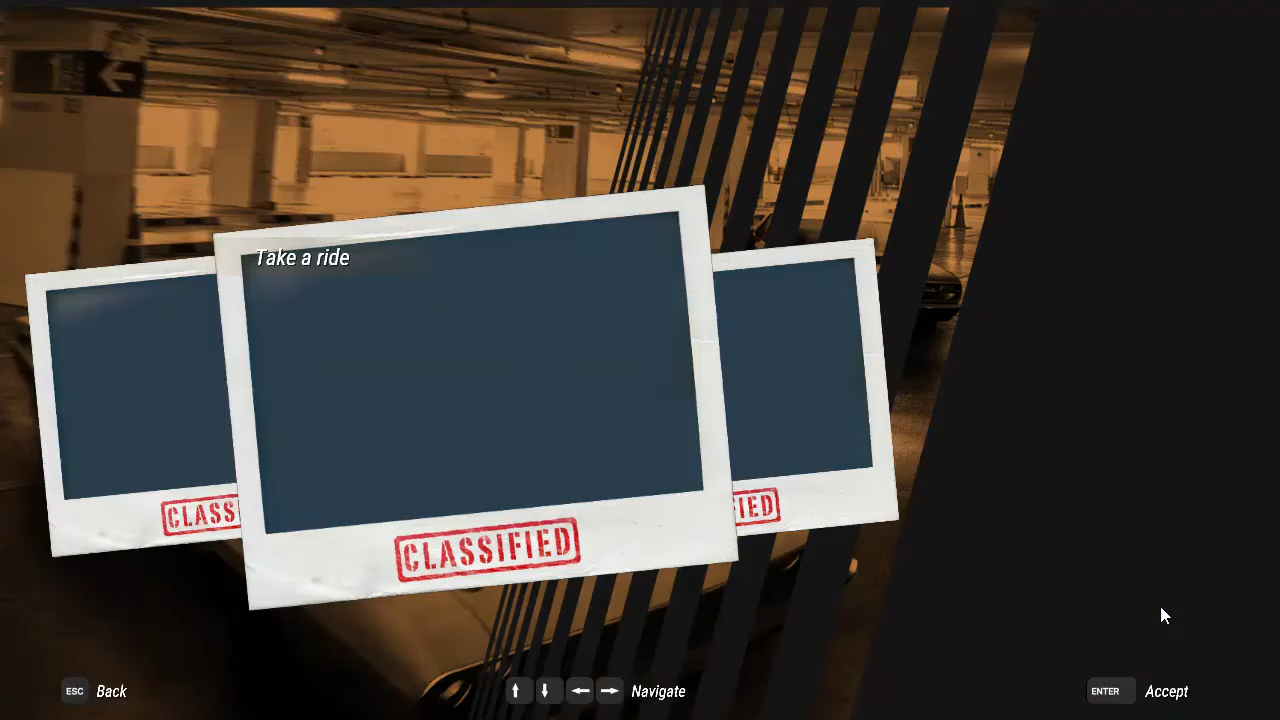 Take a ride
CLASS
CLASSIFIED
IED
ESC Back
Navigate
ENTER Accept